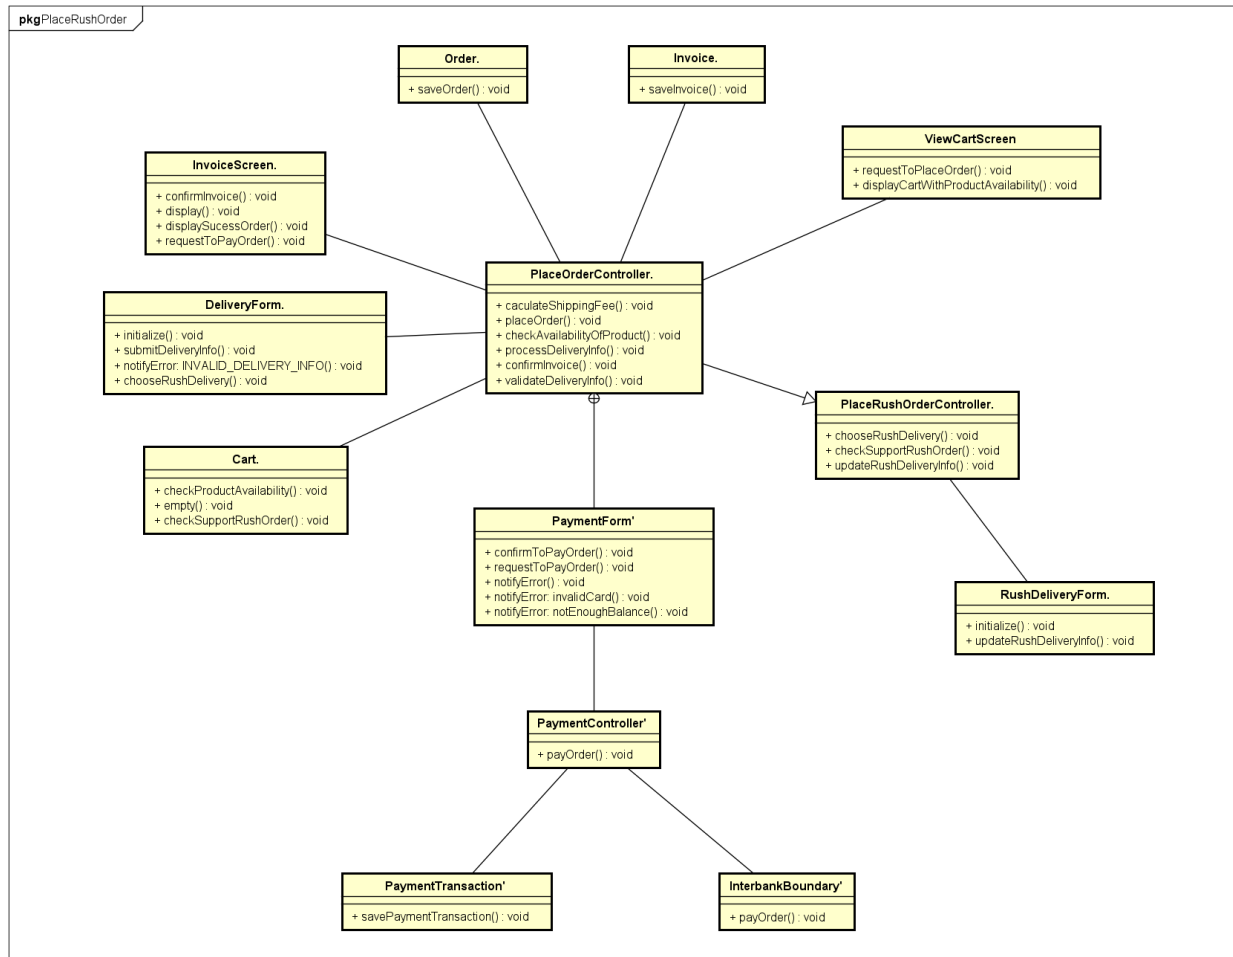 pkg PlaceRushOrder
Order.
+ saveOrder() : void
Invoice.
+ saveInvoice() : void
ViewCartScreen
+ requestToPlaceOrder() : void
+ displayCartWithProductAvailability() : void
InvoiceScreen.
+ confirmInvoice() : void
+ display() : void
+ displaySucessOrder() : void
+ requestToPayOrder() : void
PlaceOrderController.
+ caculateShippingFee() : void
+ placeOrder() : void
+ checkAvailabilityOfProduct() : void
+ processDeliveryInfo() : void
+ confirmInvoice() : void
+ validateDeliveryInfo() : void
DeliveryForm.
+ initialize() : void
+ submitDeliveryInfo() : void
+ notifyError: INVALID_DELIVERY_INFO() : void
+ chooseRushDelivery() : void
PlaceRushOrderController.
+ chooseRushDelivery() : void
+ checkSupportRushOrder() : void
+ updateRushDeliveryInfo() : void
Cart.
+ checkProductAvailability() : void
+ empty() : void
+ checkSupportRushOrder() : void
PaymentForm'
+ confirmToPayOrder() : void
+ requestToPayOrder() : void
+ notifyError() : void
+ notifyError: invalidCard() : void
+ notifyError: notEnoughBalance() : void
RushDeliveryForm.
+ initialize() : void
+ updateRushDeliveryInfo() : void
PaymentController'
+ payOrder() : void
PaymentTransaction'
+ savePaymentTransaction() : void
InterbankBoundary'
+ payOrder() : void